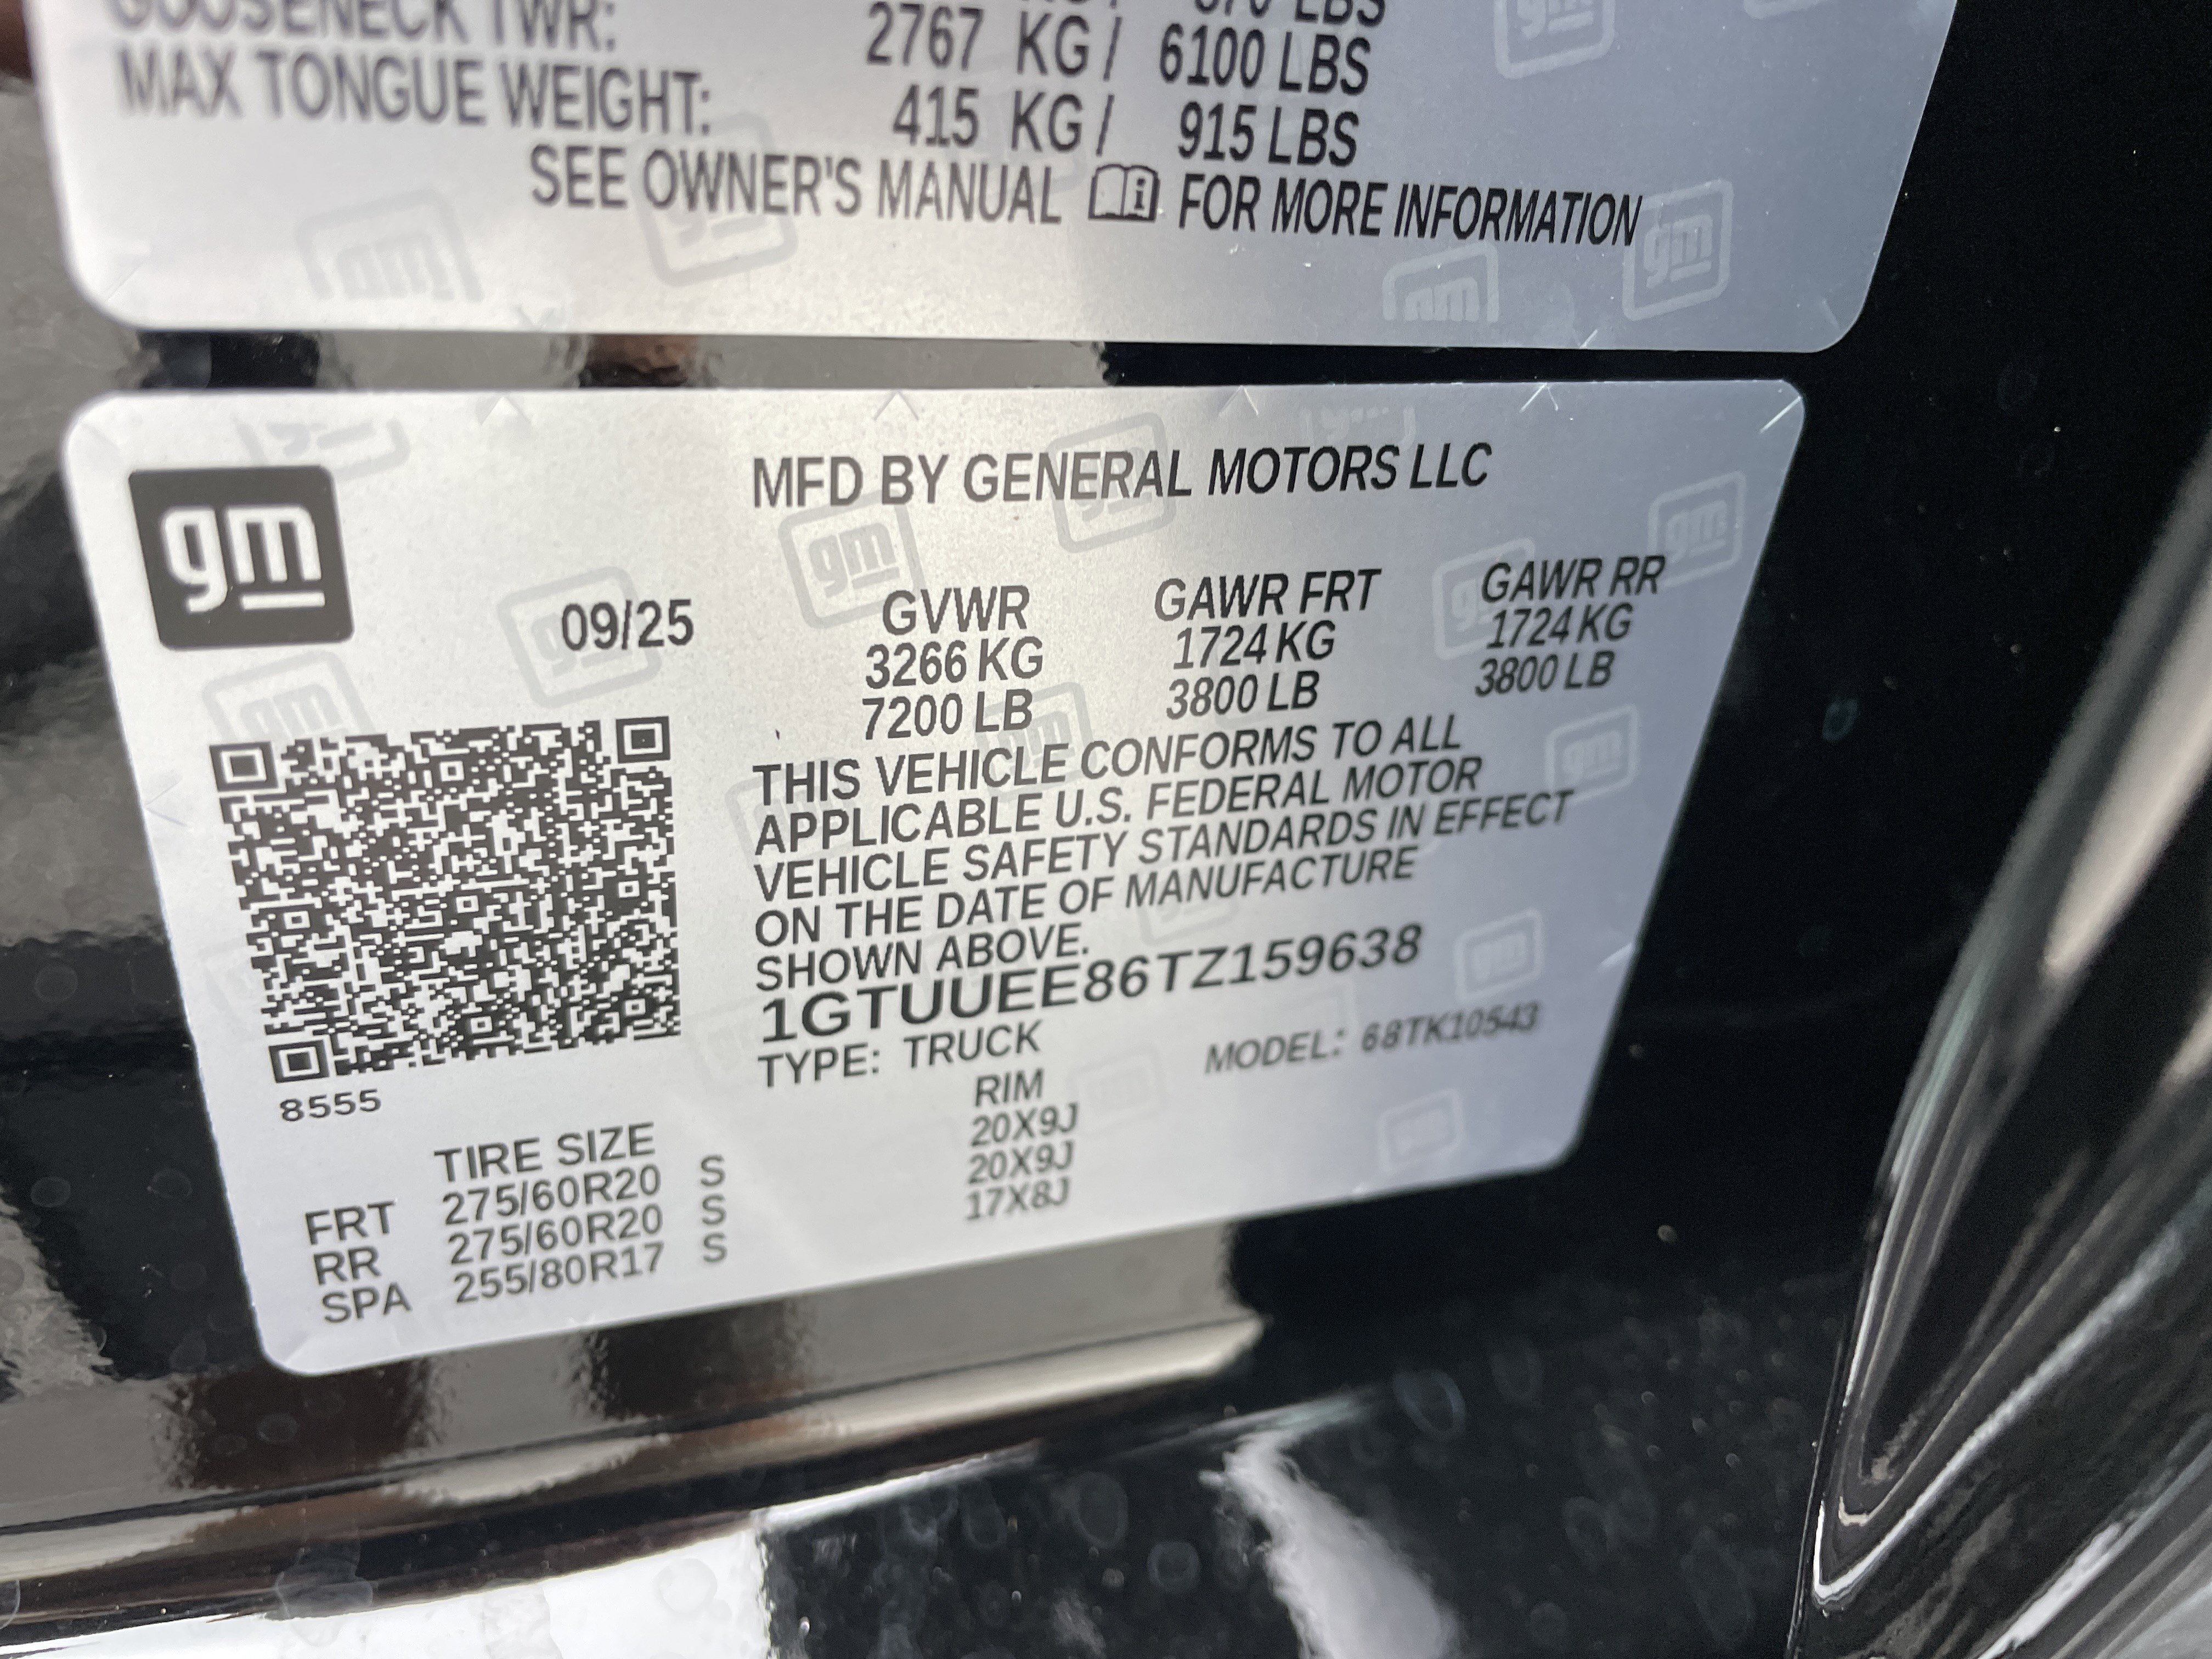 GOOSENECK TWR:
2767 KG / 6100 LBS
MAX TONGUE WEIGHT: 415 KG / 915 LBS
SEE OWNER'S MANUAL FOR MORE INFORMATION
gm
MFD BY GENERAL MOTORS LLC
09/25
GVWR GAWR FRT GAWR RR
3266 KG 1724 KG 1724 KG
7200 LB 3800 LB 3800 LB
THIS VEHICLE CONFORMS TO ALL
APPLICABLE U.S. FEDERAL MOTOR
VEHICLE SAFETY STANDARDS IN EFFECT
ON THE DATE OF MANUFACTURE
SHOWN ABOVE.
1GTUUEE86TZ159638
TYPE: TRUCK MODEL: 68TK10543
8555
TIRE SIZE RIM
FRT 275/60R20 S 20X9J
RR 275/60R20 S 20X9J
SPA 255/80R17 S 17X8J